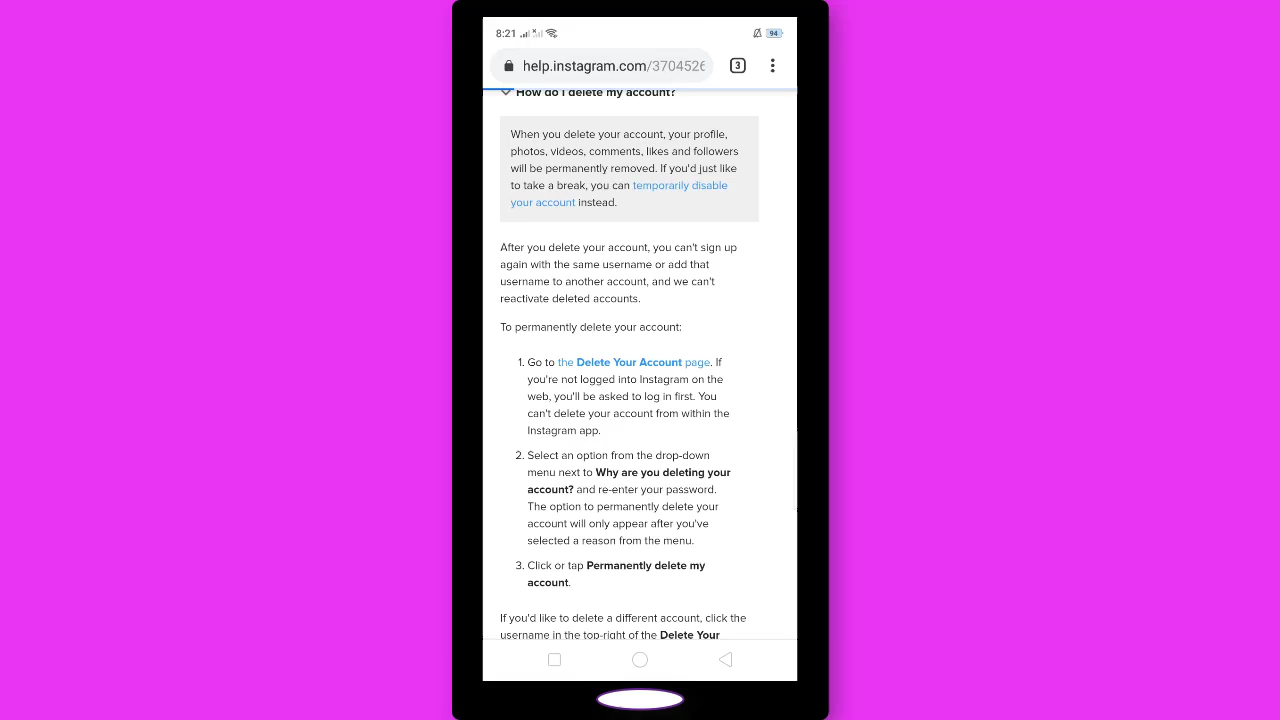 8:21
94
help.instagram.com/3704526
3
How do I delete my account?
When you delete your account, your profile,
photos, videos, comments, likes and followers
will be permanently removed. If you'd just like
to take a break, you can temporarily disable
your account instead.
After you delete your account, you can't sign up
again with the same username or add that
username to another account, and we can't
reactivate deleted accounts.
To permanently delete your account:
1. Go to the Delete Your Account page. If
you're not logged into Instagram on the
web, you'll be asked to log in first. You
can't delete your account from within the
Instagram app.
2. Select an option from the drop-down
menu next to Why are you deleting your
account? and re-enter your password.
The option to permanently delete your
account will only appear after you've
selected a reason from the menu.
3. Click or tap Permanently delete my
account.
If you'd like to delete a different account, click the
username in the top-right of the Delete Your